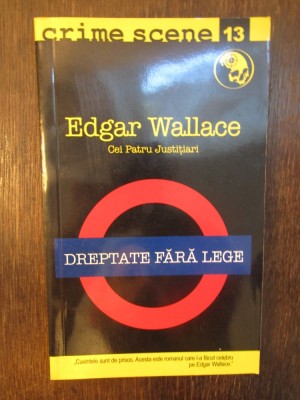 crime scene 13
Edgar Wallace
Cei Patru Justițiari
DREPTATE FĂRĂ LEGE
„Cuvintele sunt de prisos. Acesta este romanul care l-a făcut celebru
pe Edgar Wallace.”